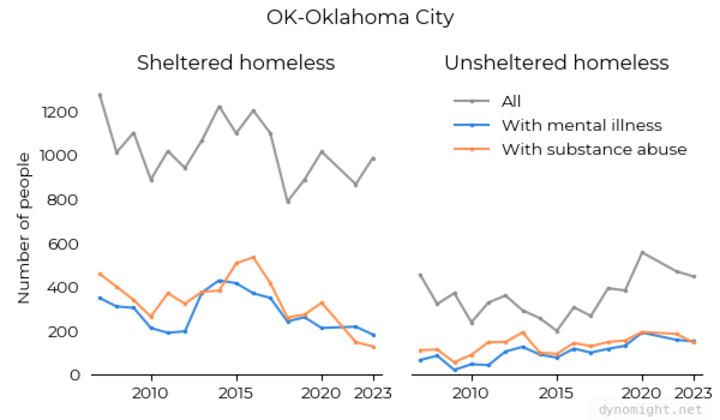 OK-Oklahoma City
Sheltered homeless
Unsheltered homeless
Number of people
1200
1000
800
600
400
200
0
All
With mental illness
With substance abuse
2010
2015
2020
2023
2010
2015
2020
2023
dynomight.net